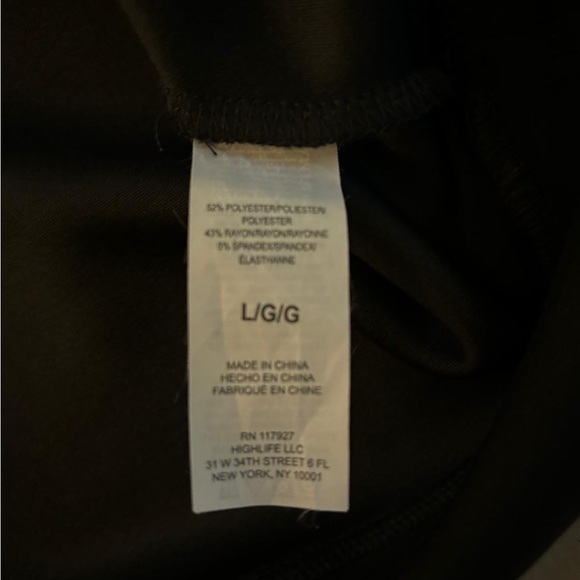 52% POLYESTER/POLIESTER/
POLYESTER
43% RAYON/RAYON/RAYONNE
5% SPANDEX/SPANDEX/
ÉLASTHANNE
L/G/G
MADE IN CHINA
HECHO EN CHINA
FABRIQUÉ EN CHINE
RN 117927
HIGHLIFE LLC
31 W 34TH STREET 6 FL
NEW YORK, NY 10001